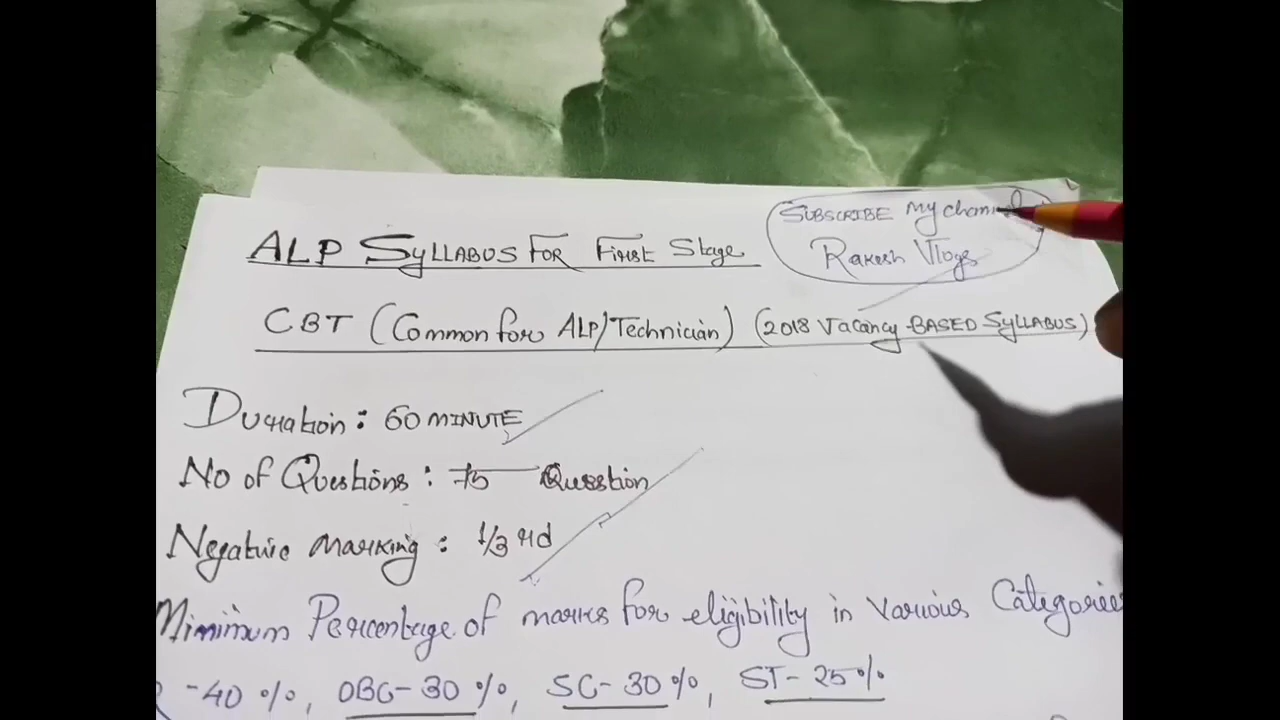 SUBSCRIBE My channel
Rakesh Vlogs
ALP SYLLABUS FOR First Stage
CBT (Common for ALP/Technician) (2018 Vacancy BASED SYLLABUS)
Duration: 60 MINUTE
No of Questions: 75 Question
Negative marking: 1/3 rd
Minimum Percentage of marks for eligibility in Various Categories
-40 %, OBC-30 %, SC-30 %, ST-25 %